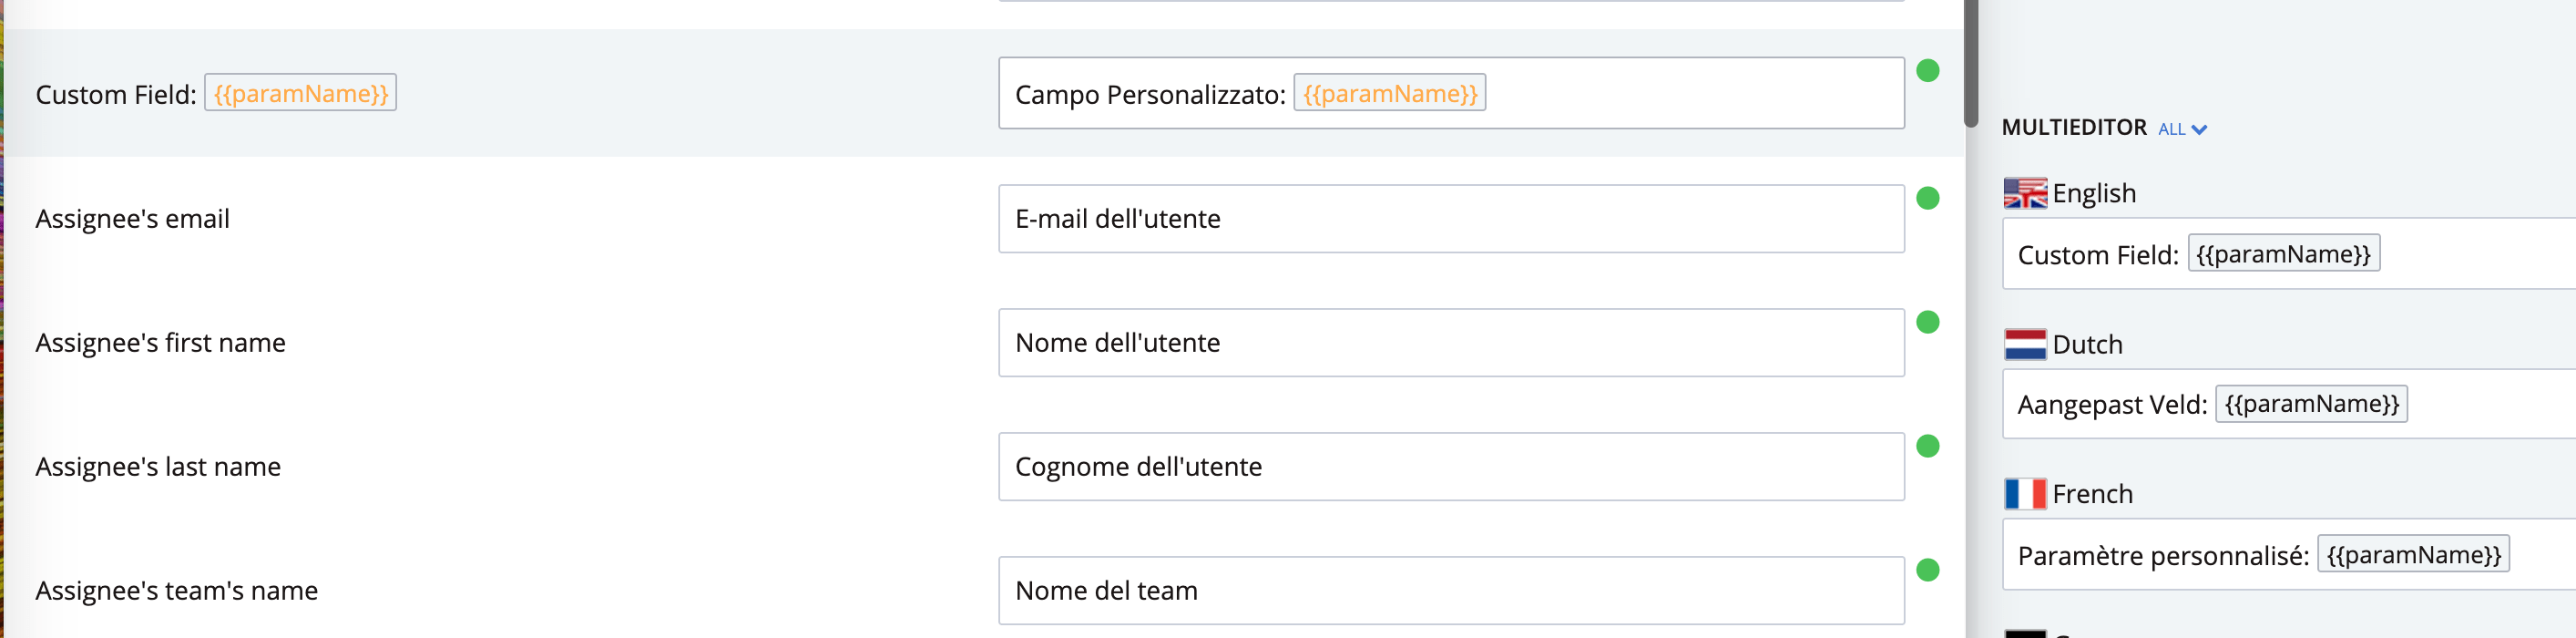 Custom Field: {{paramName}}
Campo Personalizzato: {{paramName}}
Assignee's email
E-mail dell'utente
Assignee's first name
Nome dell'utente
Assignee's last name
Cognome dell'utente
Assignee's team's name
Nome del team
MULTIEDITOR ALL
English
Custom Field: {{paramName}}
Dutch
Aangepast Veld: {{paramName}}
French
Paramètre personnalisé: {{paramName}}